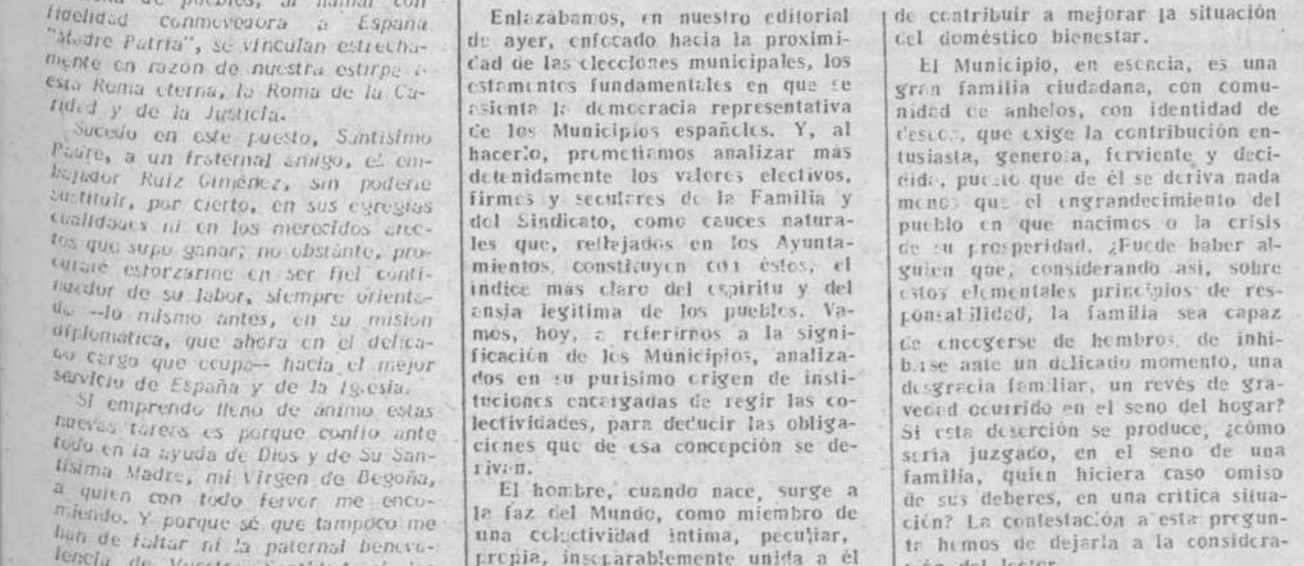 fidelidad conmovedora a España
"Madre Patria", se vinculan estrecha-
mente en razón de nuestra estirpe a
esta Roma eterna, la Roma de la Ca-
ridad y de la Justicia.
Sucedo en este puesto, Santísimo
Padre, a un fraternal amigo, el em-
bajador Ruiz Giménez, sin poderle
sustituir, por cierto, en sus egregias
cualidades ni en los merecidos afec-
tos que supo ganar; no obstante, pro-
curaré esforzarme en ser fiel conti-
nuador de su labor, siempre orienta-
do —lo mismo antes, en su misión
diplomática, que ahora en el delica-
do cargo que ocupa— hacia el mejor
servicio de España y de la Iglesia.
Si emprendo lleno de ánimo estas
nuevas tareas es porque confío ante
todo en la ayuda de Dios y de Su San-
tísima Madre, mi Virgen de Begoña,
a quien con todo fervor me enco-
miendo. Y porque sé que tampoco me
han de faltar ni la paternal benevo-
Enlazábamos, en nuestro editorial
de ayer, enfocado hacia la proximi-
dad de las elecciones municipales, los
estamentos fundamentales en que se
asienta la democracia representativa
de los Municipios españoles. Y, al
hacerlo, prometíamos analizar más
detenidamente los valores electivos,
firmes y seculares de la Familia y
del Sindicato, como cauces natura-
les que, reflejados en los Ayunta-
mientos, constituyen con éstos, el
índice más claro del espíritu y del
ansia legítima de los pueblos. Va-
mos, hoy, a referirnos a la signi-
ficación de los Municipios, analiza-
dos en su purísimo origen de insti-
tuciones encargadas de regir las co-
lectividades, para deducir las obliga-
ciones que de esa concepción se de-
rivan.
El hombre, cuando nace, surge a
la faz del Mundo, como miembro de
una colectividad íntima, peculiar,
propia, inseparablemente unida a él
de contribuir a mejorar la situación
del doméstico bienestar.
El Municipio, en esencia, es una
gran familia ciudadana, con comu-
nidad de anhelos, con identidad de
deseos, que exige la contribución en-
tusiasta, generosa, ferviente y deci-
dida, puesto que de él se deriva nada
menos que el engrandecimiento del
pueblo en que nacimos o la crisis
de su prosperidad. ¿Puede haber al-
guien que, considerando así, sobre
estos elementales principios de res-
ponsabilidad, la familia sea capaz
de encogerse de hombros, de inhi-
birse ante un delicado momento, una
desgracia familiar, un revés de gra-
vedad ocurrido en el seno del hogar?
Si esta deserción se produce, ¿cómo
sería juzgado, en el seno de una
familia, quien hiciera caso omiso
de sus deberes, en una crítica situa-
ción? La contestación a esta pregun-
ta hemos de dejarla a la considera-